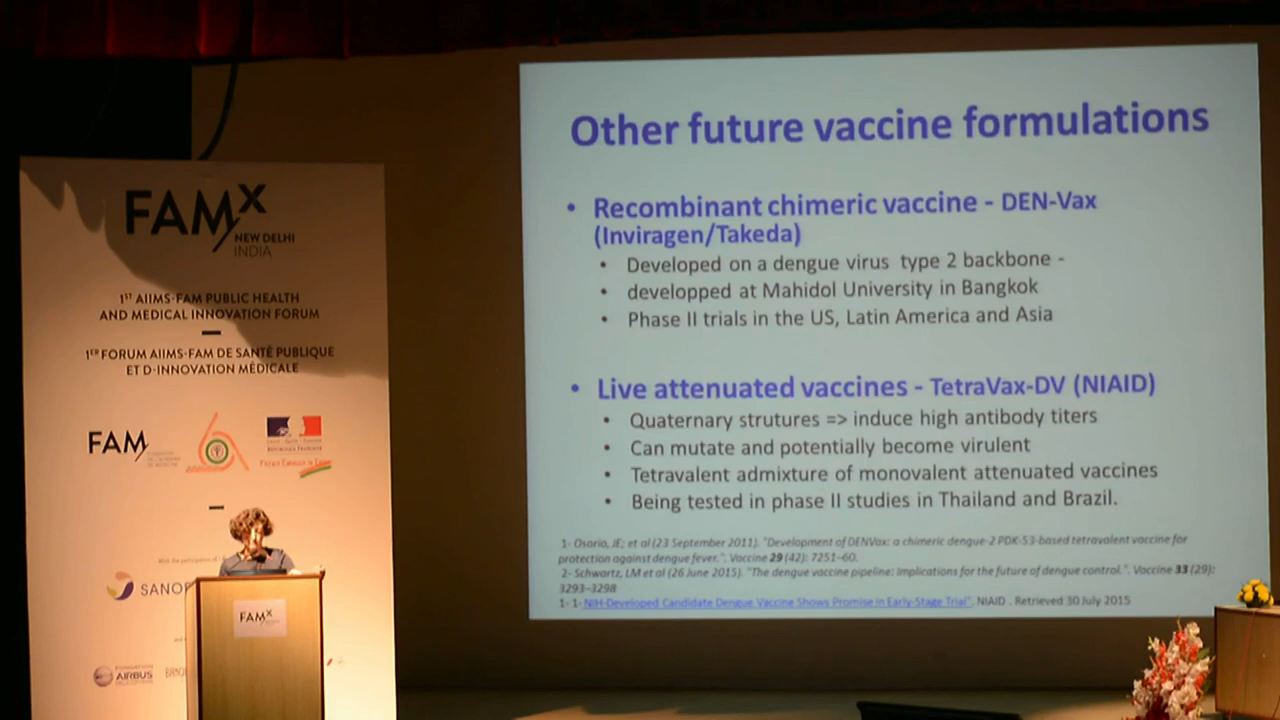 FAMX
NEW DELHI
INDIA
1ST AIIMS-FAM PUBLIC HEALTH
AND MEDICAL INNOVATION FORUM
1ER FORUM AIIMS-FAM DE SANTÉ PUBLIQUE
ET D-INNOVATION MÉDICALE
FAM
RÉPUBLIQUE FRANÇAISE
SANOF
FONDATION
AIRBUS
FAMX
Other future vaccine formulations
• Recombinant chimeric vaccine - DEN-Vax
(Inviragen/Takeda)
• Developed on a dengue virus type 2 backbone -
• developped at Mahidol University in Bangkok
• Phase II trials in the US, Latin America and Asia
• Live attenuated vaccines - TetraVax-DV (NIAID)
• Quaternary strutures => induce high antibody titers
• Can mutate and potentially become virulent
• Tetravalent admixture of monovalent attenuated vaccines
• Being tested in phase II studies in Thailand and Brazil.
1- Osorio, JE; et al (23 September 2011). "Development of DENVax: a chimeric dengue-2 PDK-53-based tetravalent vaccine for
protection against dengue fever.". Vaccine 29 (42): 7251–60.
2- Schwartz, LM et al (26 June 2015). "The dengue vaccine pipeline: Implications for the future of dengue control.". Vaccine 33 (29):
3293–3298
1- 1- NIH-Developed Candidate Dengue Vaccine Shows Promise in Early-Stage Trial". NIAID . Retrieved 30 July 2015